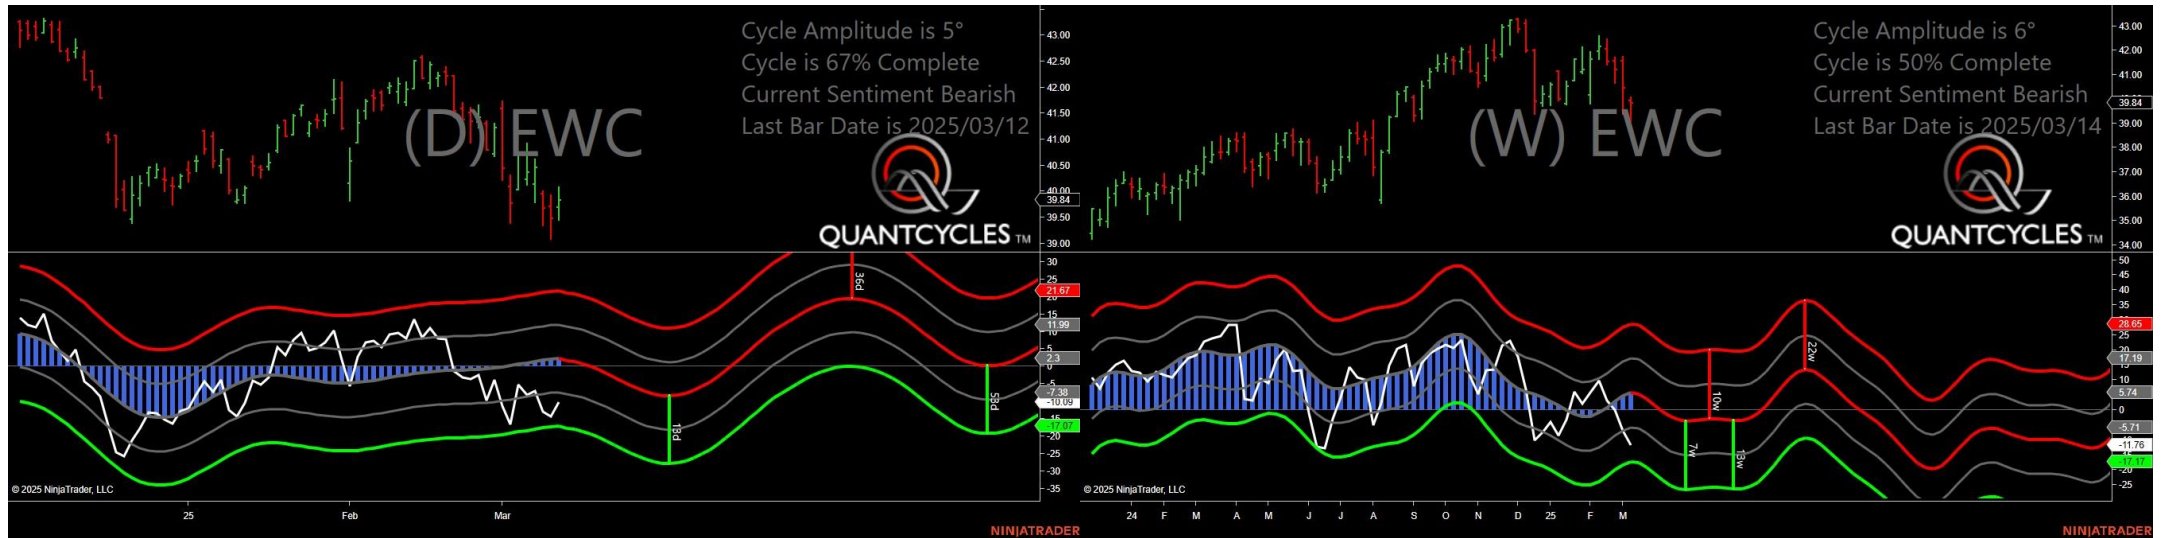 Cycle Amplitude is 5°
Cycle is 67% Complete
Current Sentiment Bearish
Last Bar Date is 2025/03/12
(D) EWC
QUANTCYCLES TM
43.00
42.50
42.00
41.50
41.00
40.50
40.00
39.84
39.50
39.00
30
25
21.67
20
15
11.99
10
5
2.3
0
-5
-7.38
-10.09
-15
-17.07
-20
-25
-30
-35
36d
13d
53d
© 2025 NinjaTrader, LLC
25
Feb
Mar
NINJATRADER
Cycle Amplitude is 6°
Cycle is 50% Complete
Current Sentiment Bearish
Last Bar Date is 2025/03/14
(W) EWC
QUANTCYCLES TM
43.00
42.00
41.00
39.84
39.00
38.00
37.00
36.00
35.00
34.00
50
45
40
35
28.65
25
20
17.19
15
10
5.74
0
-5.71
-11.76
-17.17
-20
10w
22w
7w
13w
© 2025 NinjaTrader, LLC
24
F
M
A
M
J
J
A
S
O
N
D
25
F
M
NINJATRADER